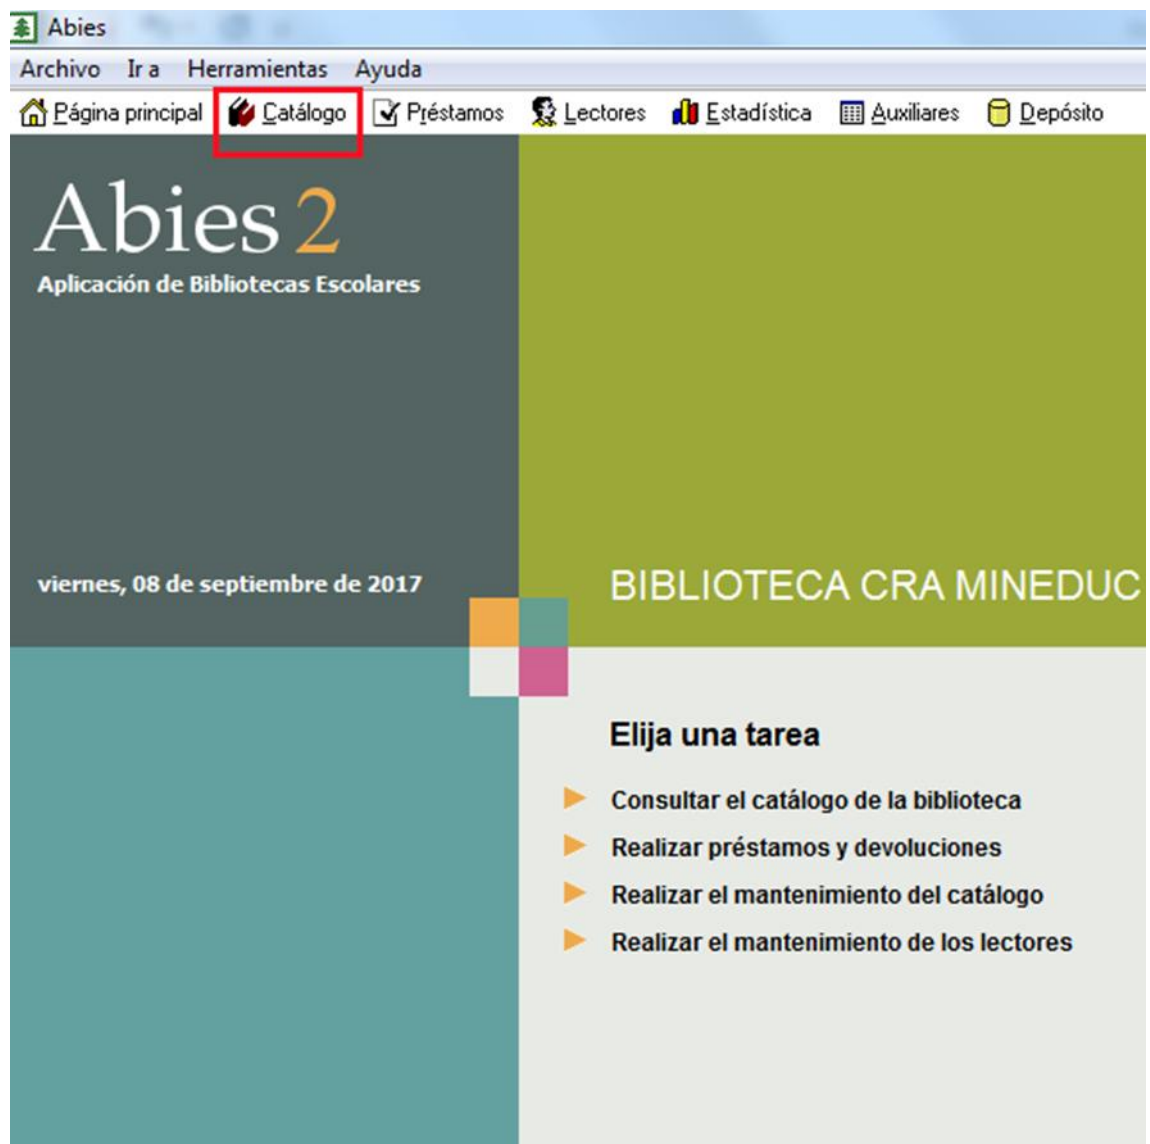 Abies
Archivo Ir a Herramientas Ayuda
Página principal Catálogo Préstamos Lectores Estadística Auxiliares Depósito
Abies 2
Aplicación de Bibliotecas Escolares
viernes, 08 de septiembre de 2017
BIBLIOTECA CRA MINEDUC
Elija una tarea
Consultar el catálogo de la biblioteca
Realizar préstamos y devoluciones
Realizar el mantenimiento del catálogo
Realizar el mantenimiento de los lectores